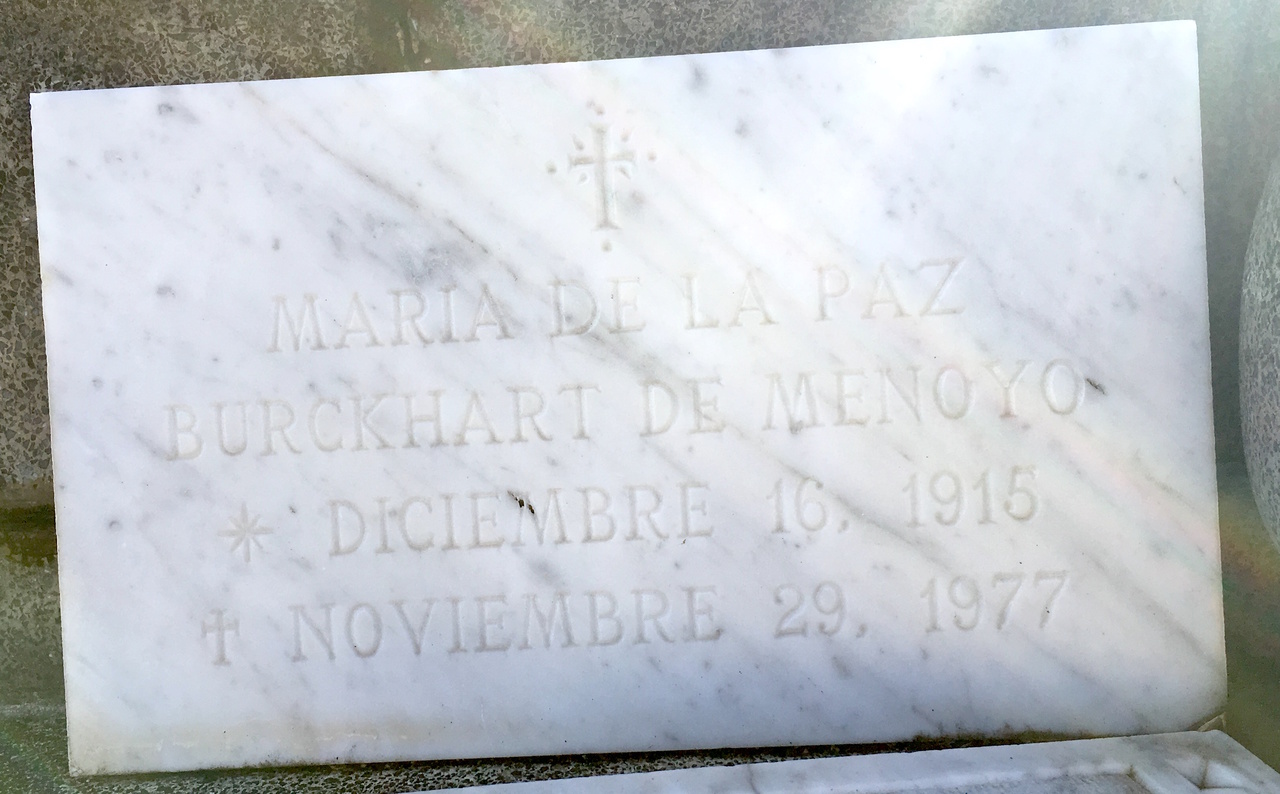 MARIA DE LA PAZ
BURCKHART DE MENOYO
* DICIEMBRE 16, 1915
† NOVIEMBRE 29, 1977